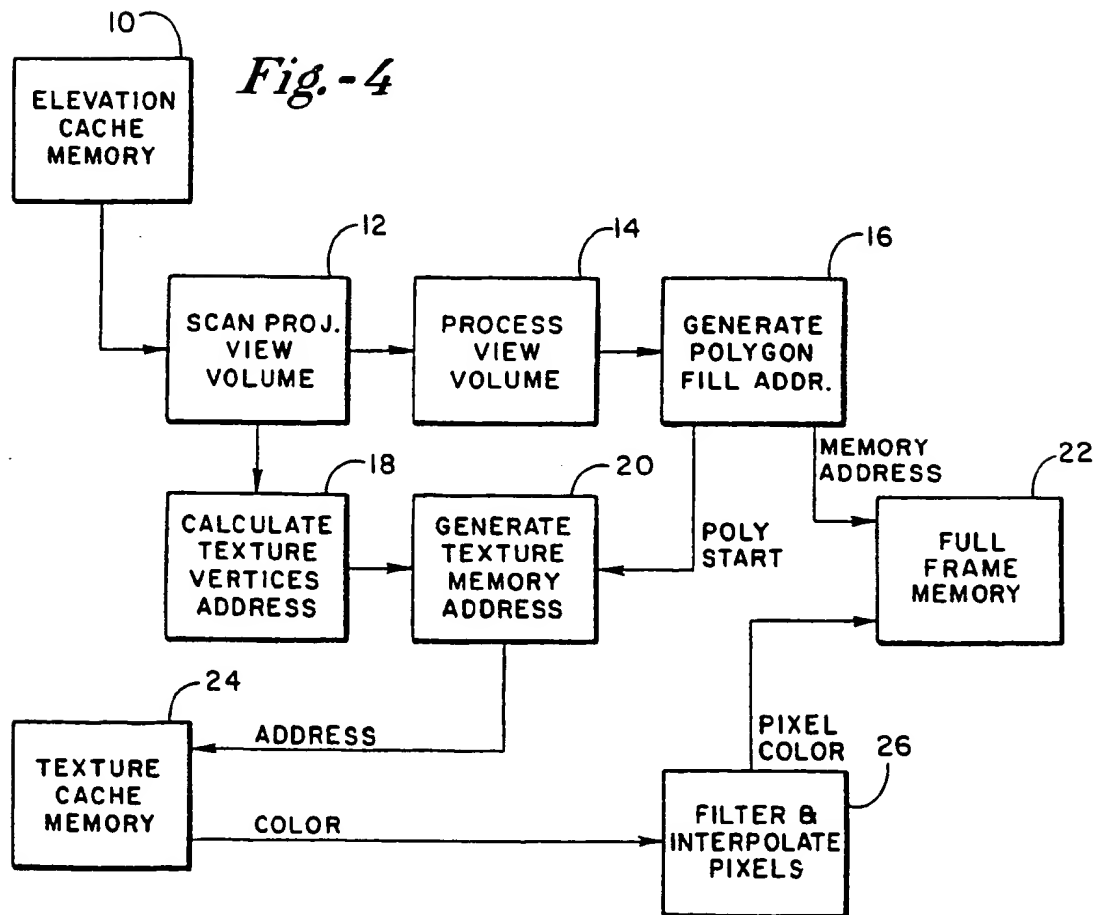 10
Fig.-4
ELEVATION
CACHE
MEMORY
12
14
16
SCAN PROJ.
VIEW
VOLUME
PROCESS
VIEW
VOLUME
GENERATE
POLYGON
FILL ADDR.
18
20
MEMORY
ADDRESS
22
CALCULATE
TEXTURE
VERTICES
ADDRESS
GENERATE
TEXTURE
MEMORY
ADDRESS
POLY
START
FULL
FRAME
MEMORY
24
ADDRESS
PIXEL
COLOR
26
TEXTURE
CACHE
MEMORY
COLOR
FILTER &
INTERPOLATE
PIXELS